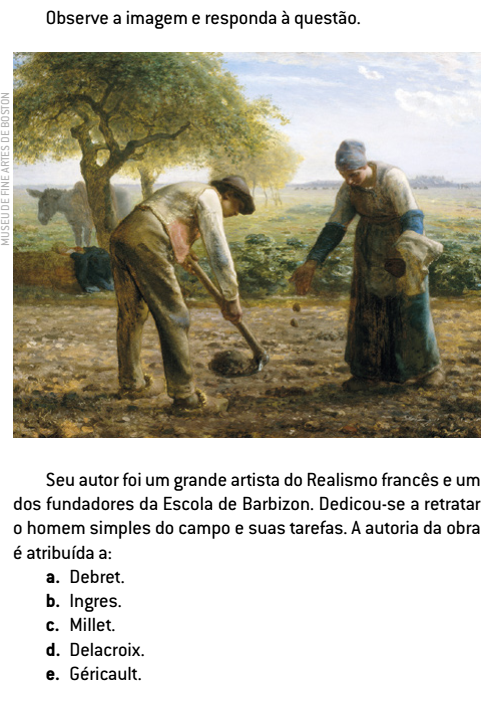 Observe a imagem e responda à questão.
MUSEU DE FINE ARTES DE BOSTON
Seu autor foi um grande artista do Realismo francês e um
dos fundadores da Escola de Barbizon. Dedicou-se a retratar
o homem simples do campo e suas tarefas. A autoria da obra
é atribuída a:
a. Debret.
b. Ingres.
c. Millet.
d. Delacroix.
e. Géricault.